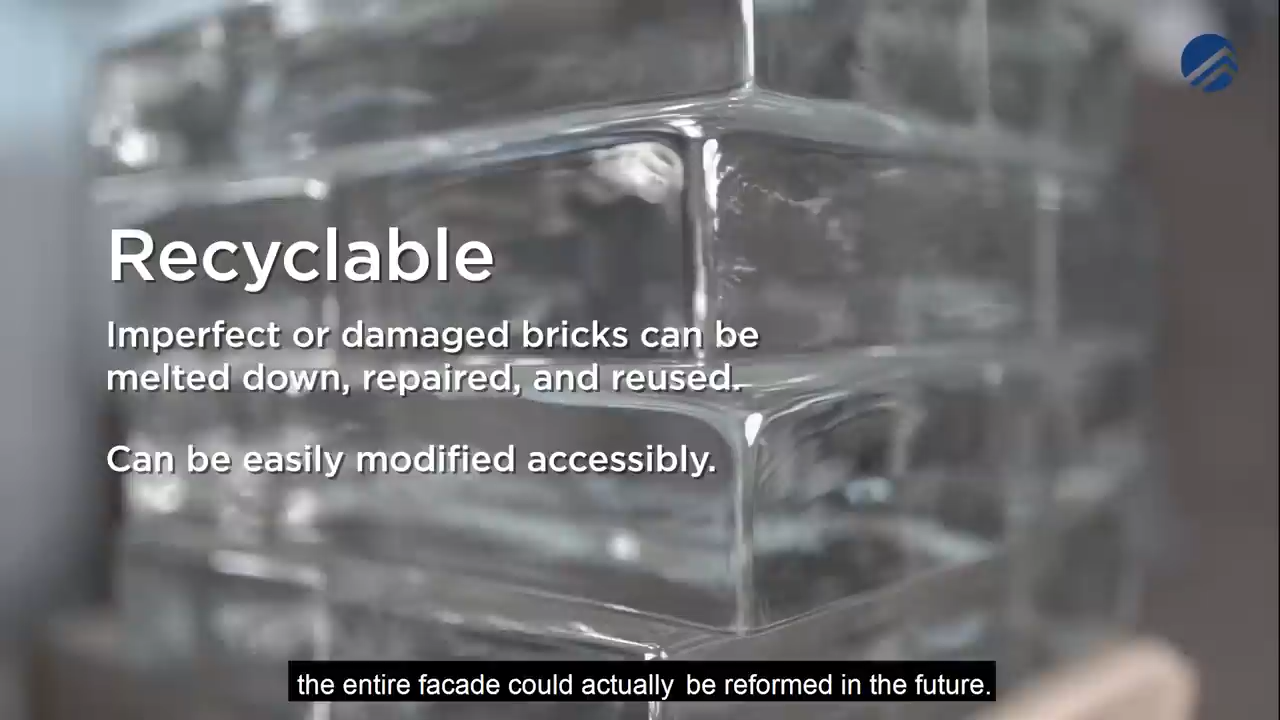 Recyclable
Imperfect or damaged bricks can be
melted down, repaired, and reused.
Can be easily modified accessibly.
the entire facade could actually be reformed in the future.